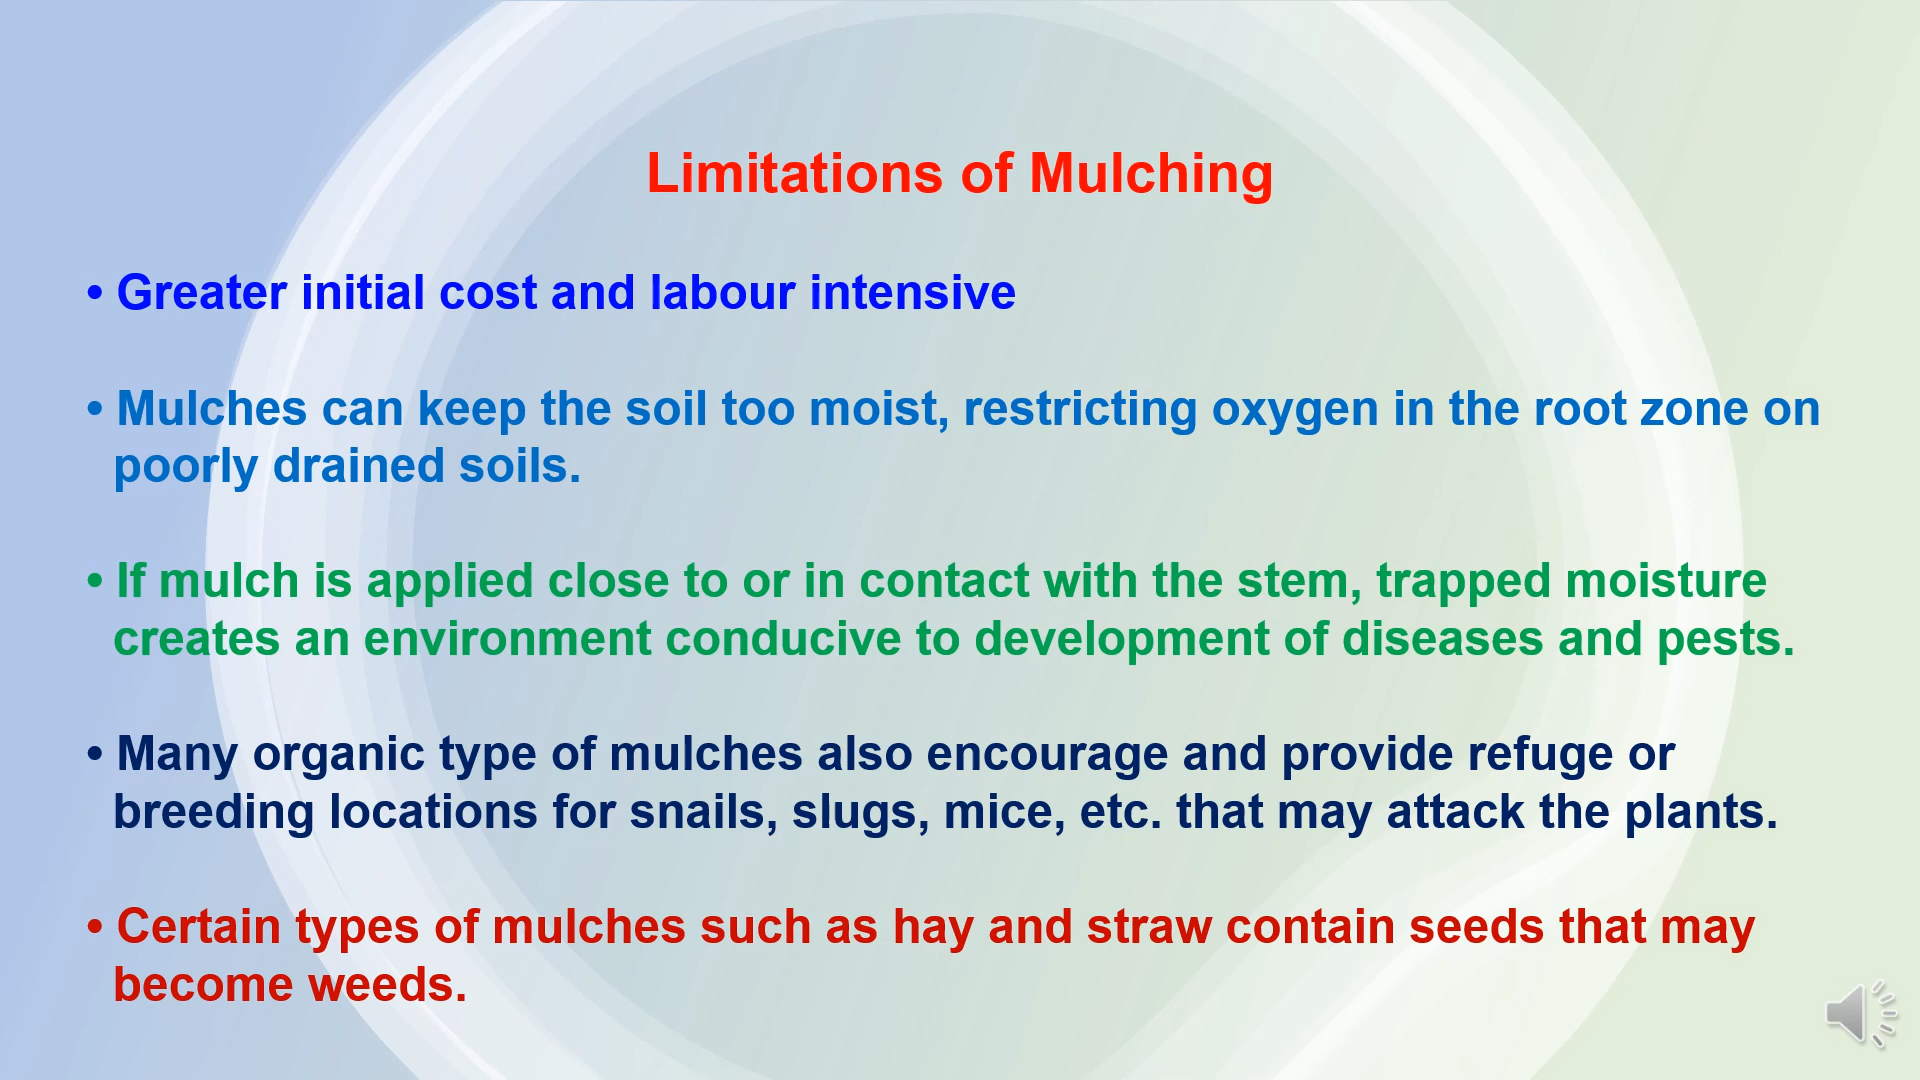 Limitations of Mulching
• Greater initial cost and labour intensive
• Mulches can keep the soil too moist, restricting oxygen in the root zone on
poorly drained soils.
• If mulch is applied close to or in contact with the stem, trapped moisture
creates an environment conducive to development of diseases and pests.
• Many organic type of mulches also encourage and provide refuge or
breeding locations for snails, slugs, mice, etc. that may attack the plants.
• Certain types of mulches such as hay and straw contain seeds that may
become weeds.